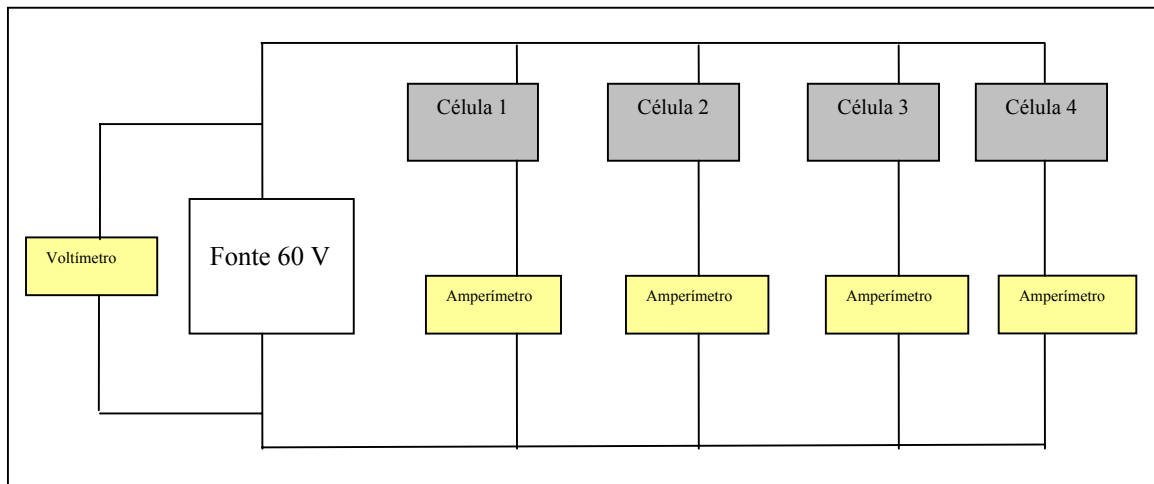 Célula 1
Célula 2
Célula 3
Célula 4
Voltímetro
Fonte 60 V
Amperímetro
Amperímetro
Amperímetro
Amperímetro